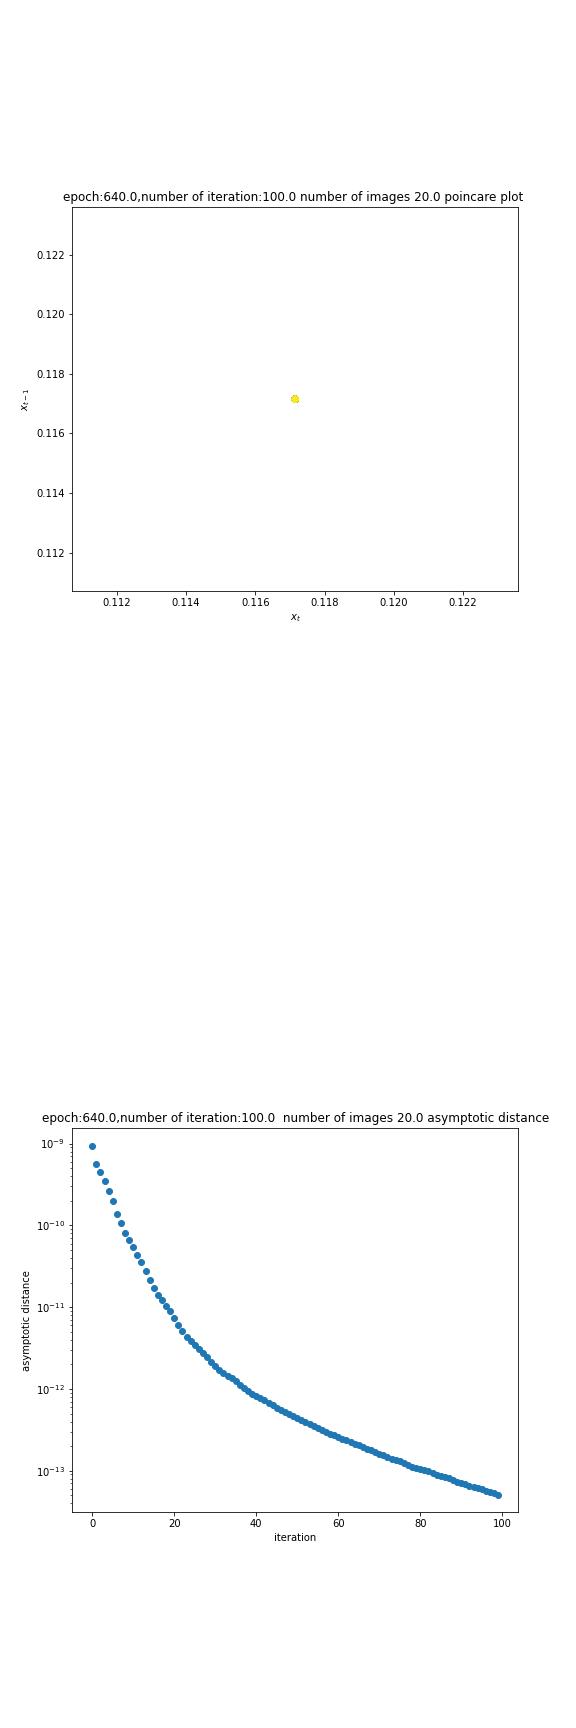 epoch:640.0,number of iteration:100.0 number of images 20.0 poincare plot
0.122
0.120
0.118
0.116
0.114
0.112
x_{t-1}
0.112 0.114 0.116 0.118 0.120 0.122
x_t
epoch:640.0,number of iteration:100.0  number of images 20.0 asymptotic distance
10⁻⁹
10⁻¹⁰
10⁻¹¹
10⁻¹²
10⁻¹³
asymptotic distance
0 20 40 60 80 100
iteration